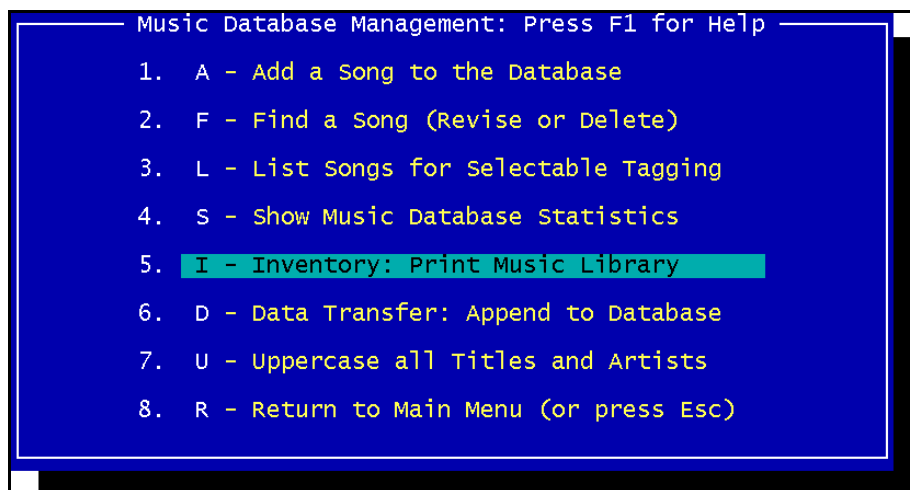 Music Database Management: Press F1 for Help
1. A - Add a Song to the Database
2. F - Find a Song (Revise or Delete)
3. L - List Songs for Selectable Tagging
4. S - Show Music Database Statistics
5. I - Inventory: Print Music Library
6. D - Data Transfer: Append to Database
7. U - Uppercase all Titles and Artists
8. R - Return to Main Menu (or press Esc)